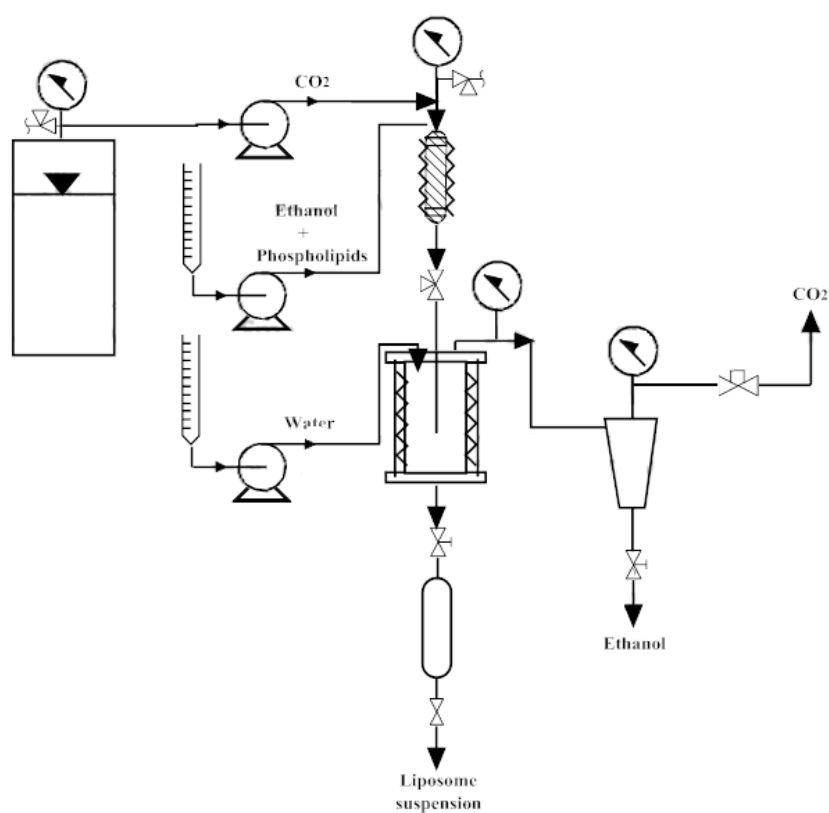 CO2
Ethanol
+
Phospholipids
CO2
Water
Ethanol
Liposome
suspension